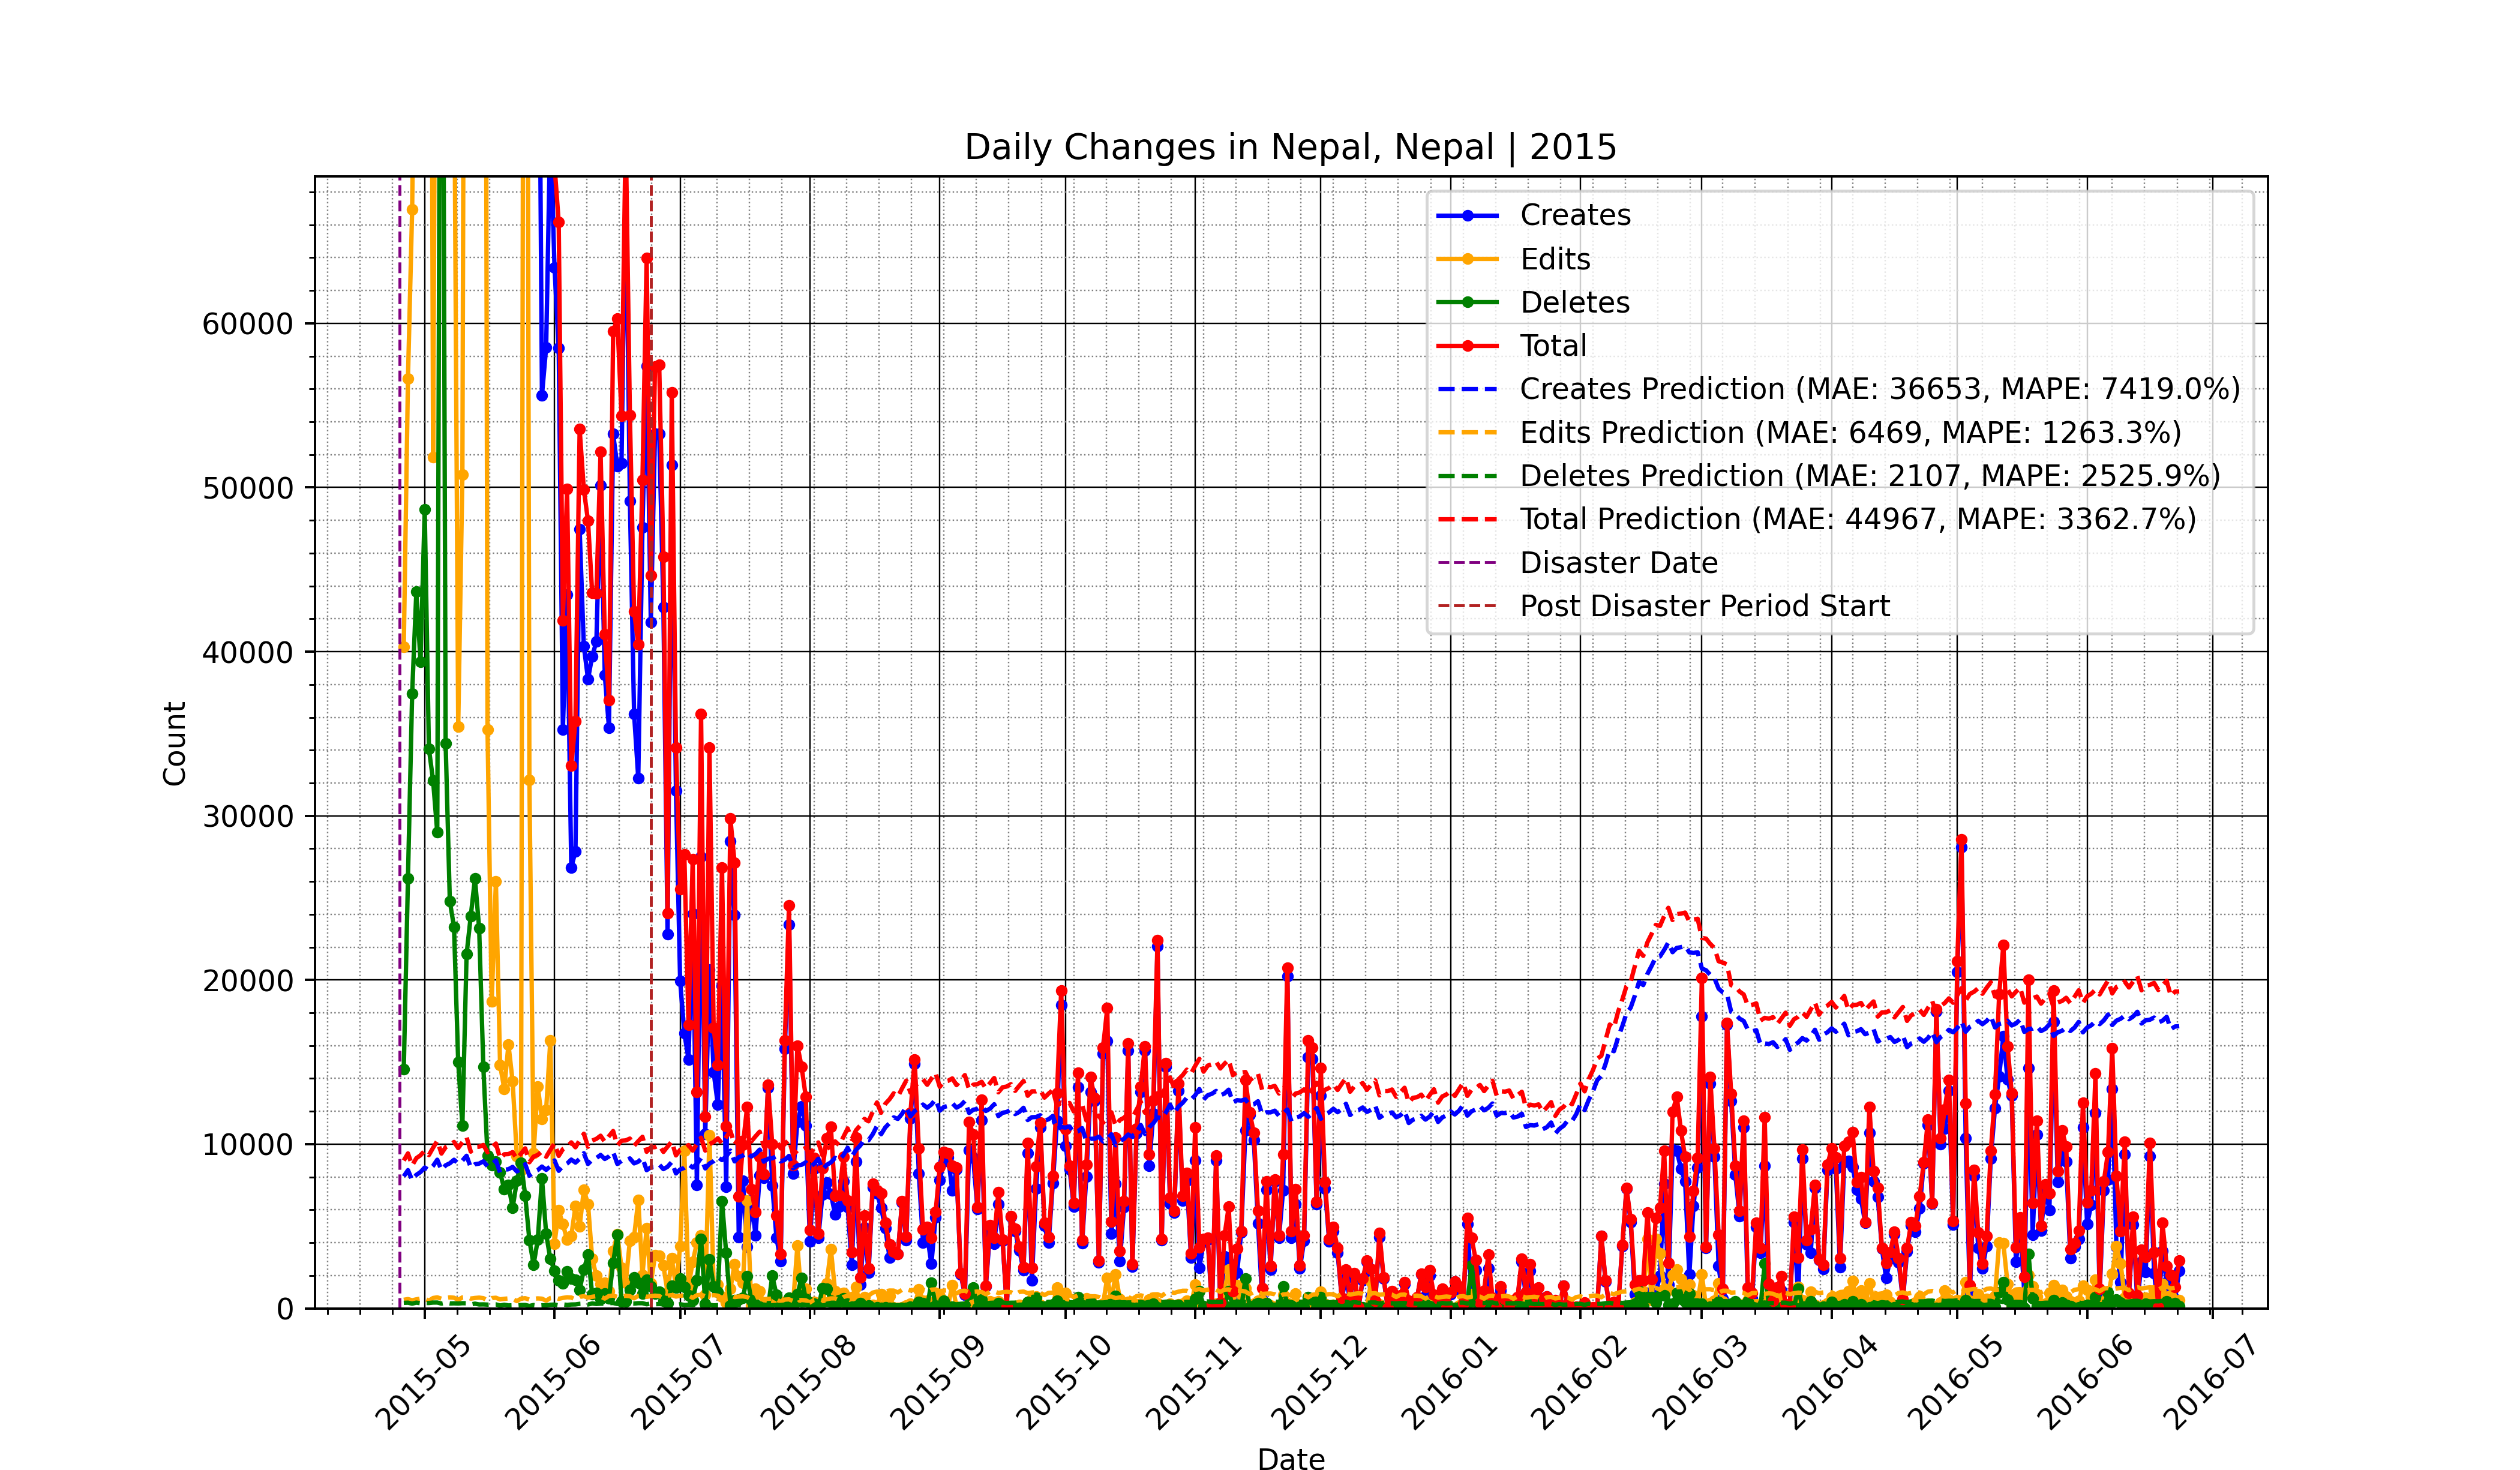 Daily Changes in Nepal, Nepal | 2015
Creates
Edits
Deletes
Total
Creates Prediction (MAE: 36653, MAPE: 7419.0%)
Edits Prediction (MAE: 6469, MAPE: 1263.3%)
Deletes Prediction (MAE: 2107, MAPE: 2525.9%)
Total Prediction (MAE: 44967, MAPE: 3362.7%)
Disaster Date
Post Disaster Period Start
60000
50000
40000
30000
20000
10000
0
Count
2015-05
2015-06
2015-07
2015-08
2015-09
2015-10
2015-11
2015-12
2016-01
2016-02
2016-03
2016-04
2016-05
2016-06
2016-07
Date